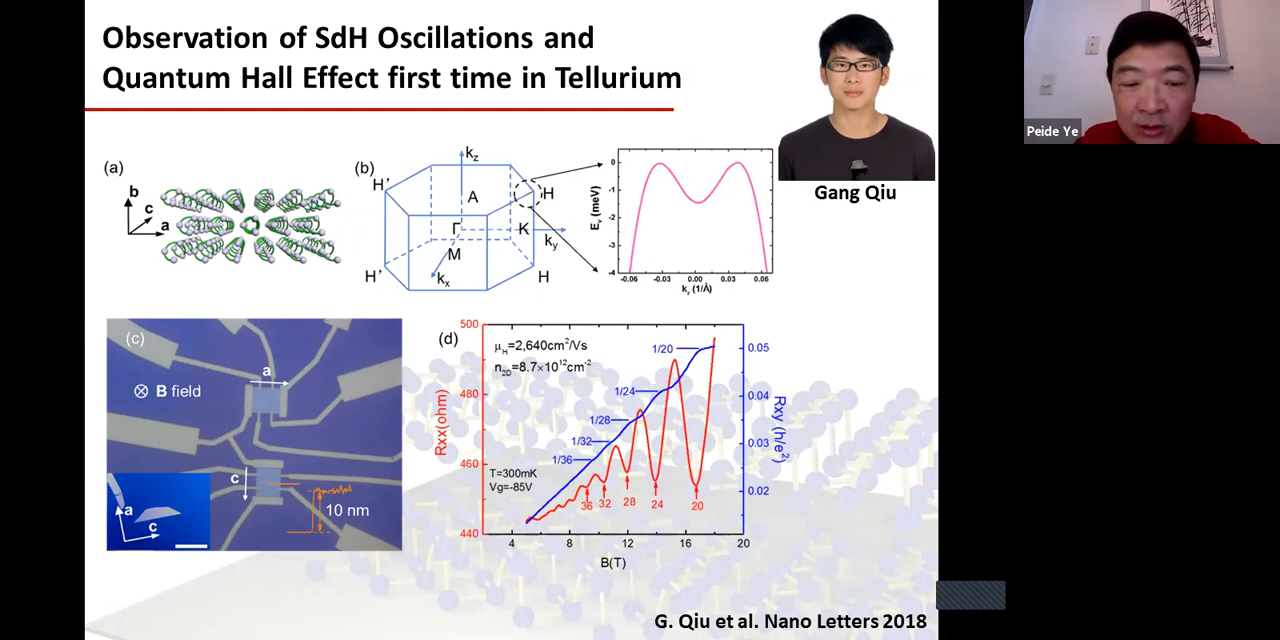 Observation of SdH Oscillations and
Quantum Hall Effect first time in Tellurium
Peide Ye
Gang Qiu
(a)
b
c
a
(b)
kz
H'
H
A
Γ
K
ky
M
kx
H'
H
Ev (meV)
0
-1
-2
-3
-4
-0.06 -0.03 0.00 0.03 0.06
kz (1/Å)
(c)
a
⊗ B field
c
10 nm
a
c
(d)
μH=2,640cm²/Vs
n2D=8.7×10¹²cm⁻²
Rxx(ohm)
500
480
460
440
1/20
1/24
1/28
1/32
1/36
T=300mK
Vg=-85V
36 32 28 24 20
0.05
0.04
0.03
0.02
Rxy (h/e²)
4 8 12 16 20
B(T)
G. Qiu et al. Nano Letters 2018